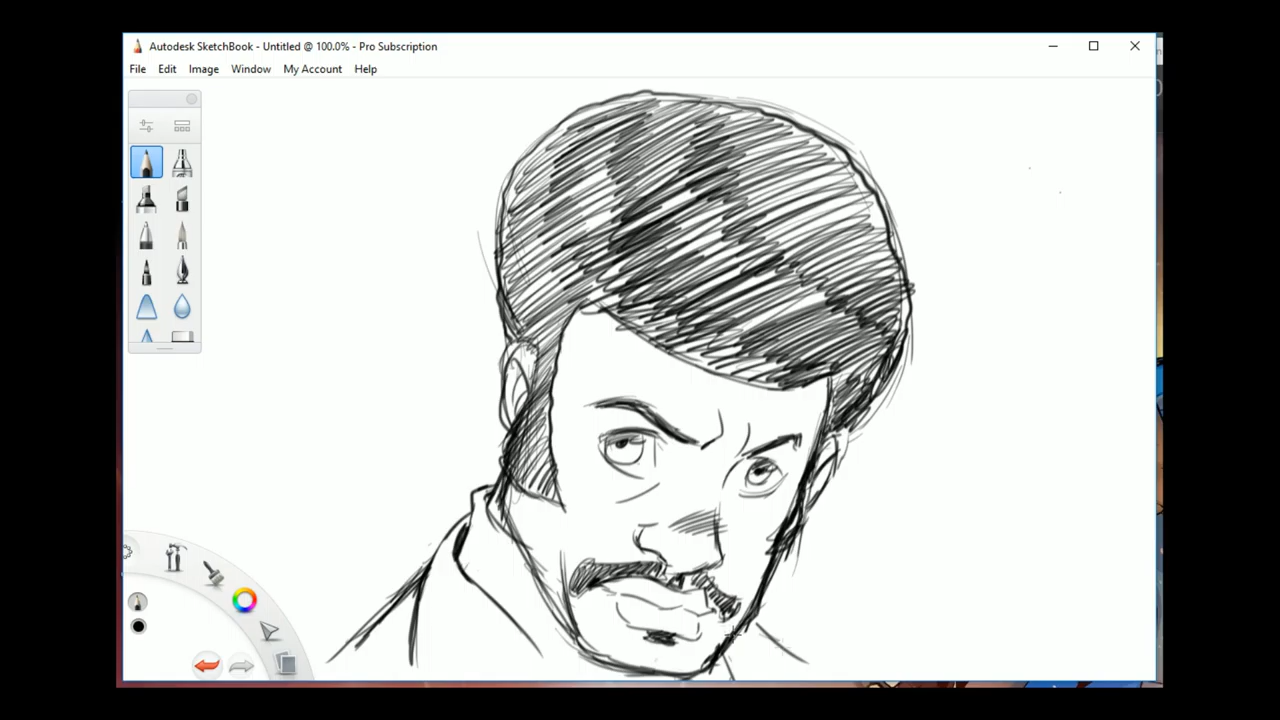 Autodesk SketchBook - Untitled @ 100.0% - Pro Subscription
File Edit Image Window My Account Help